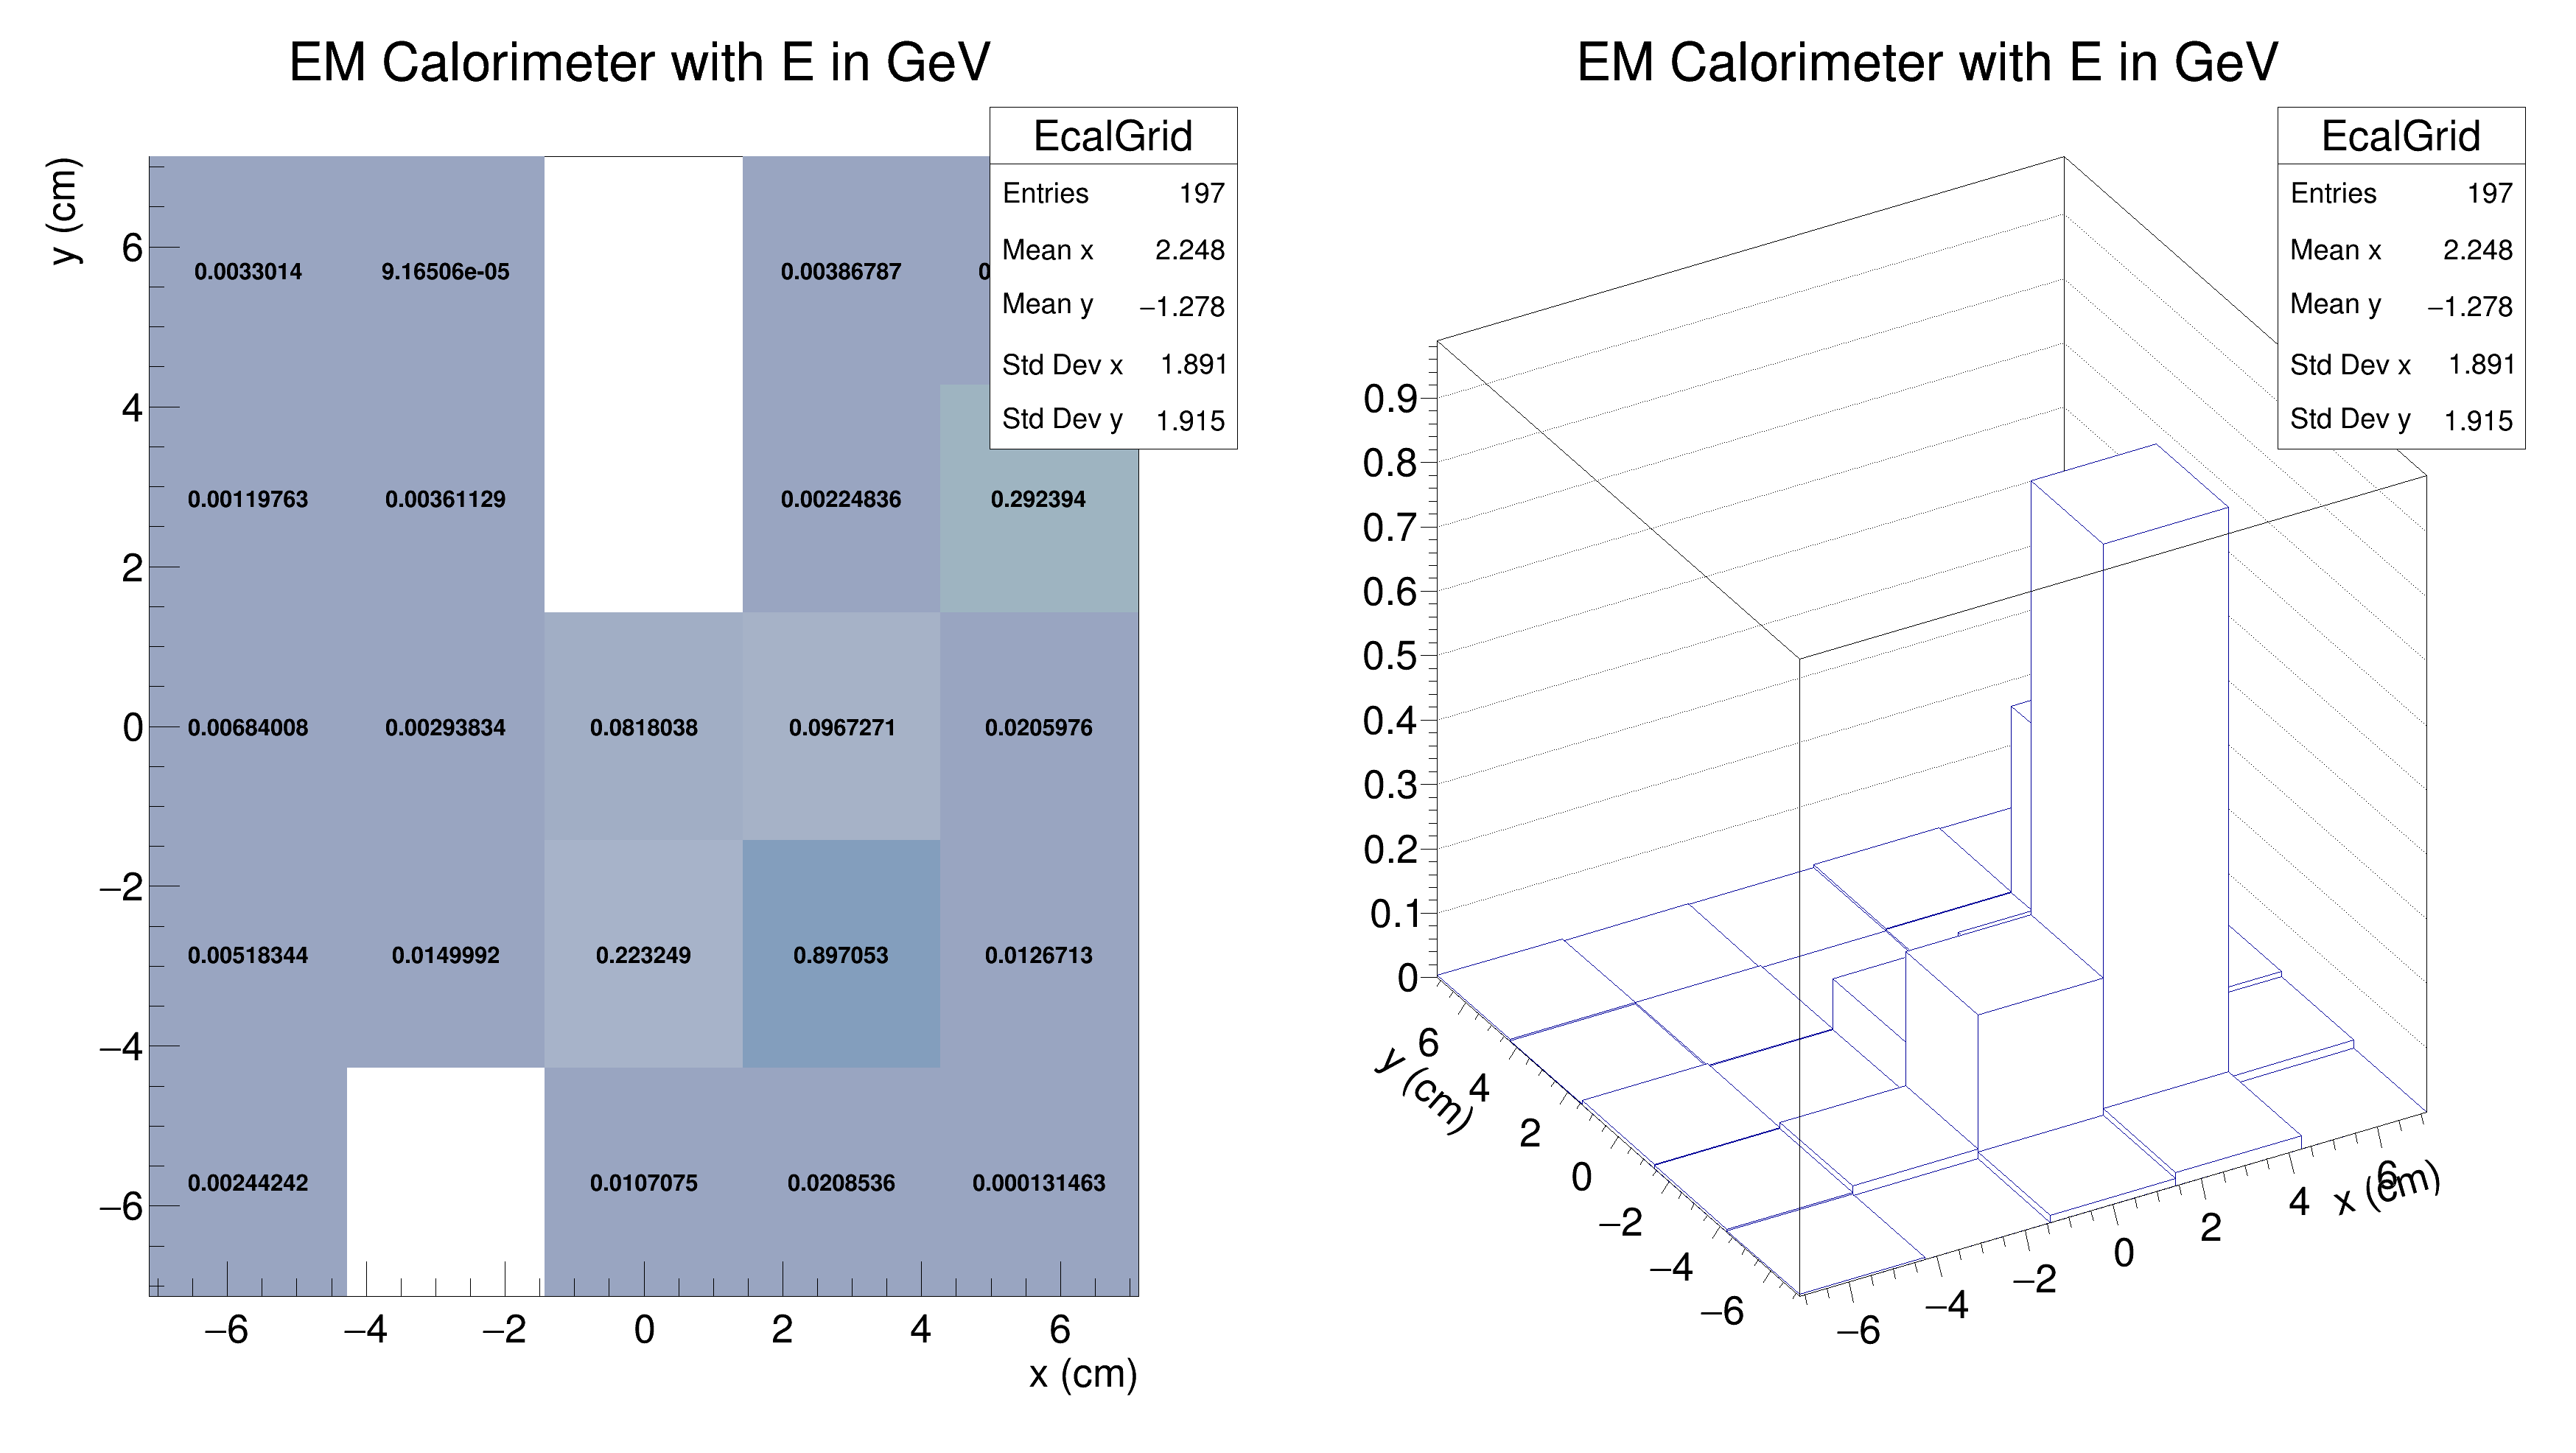 EM Calorimeter with E in GeV
EcalGrid
Entries 197
Mean x 2.248
Mean y −1.278
Std Dev x 1.891
Std Dev y 1.915
y (cm)
6
4
2
0
−2
−4
−6
0.0033014 9.16506e-05 0.00386787
0.00119763 0.00361129 0.00224836 0.292394
0.00684008 0.00293834 0.0818038 0.0967271 0.0205976
0.00518344 0.0149992 0.223249 0.897053 0.0126713
0.00244242 0.0107075 0.0208536 0.000131463
−6 −4 −2 0 2 4 6
x (cm)
EM Calorimeter with E in GeV
EcalGrid
Entries 197
Mean x 2.248
Mean y −1.278
Std Dev x 1.891
Std Dev y 1.915
0.9
0.8
0.7
0.6
0.5
0.4
0.3
0.2
0.1
0
6
4
2
0
−2
−4
−6
y (cm)
−6
−4
−2
0
2
4
6
x (cm)